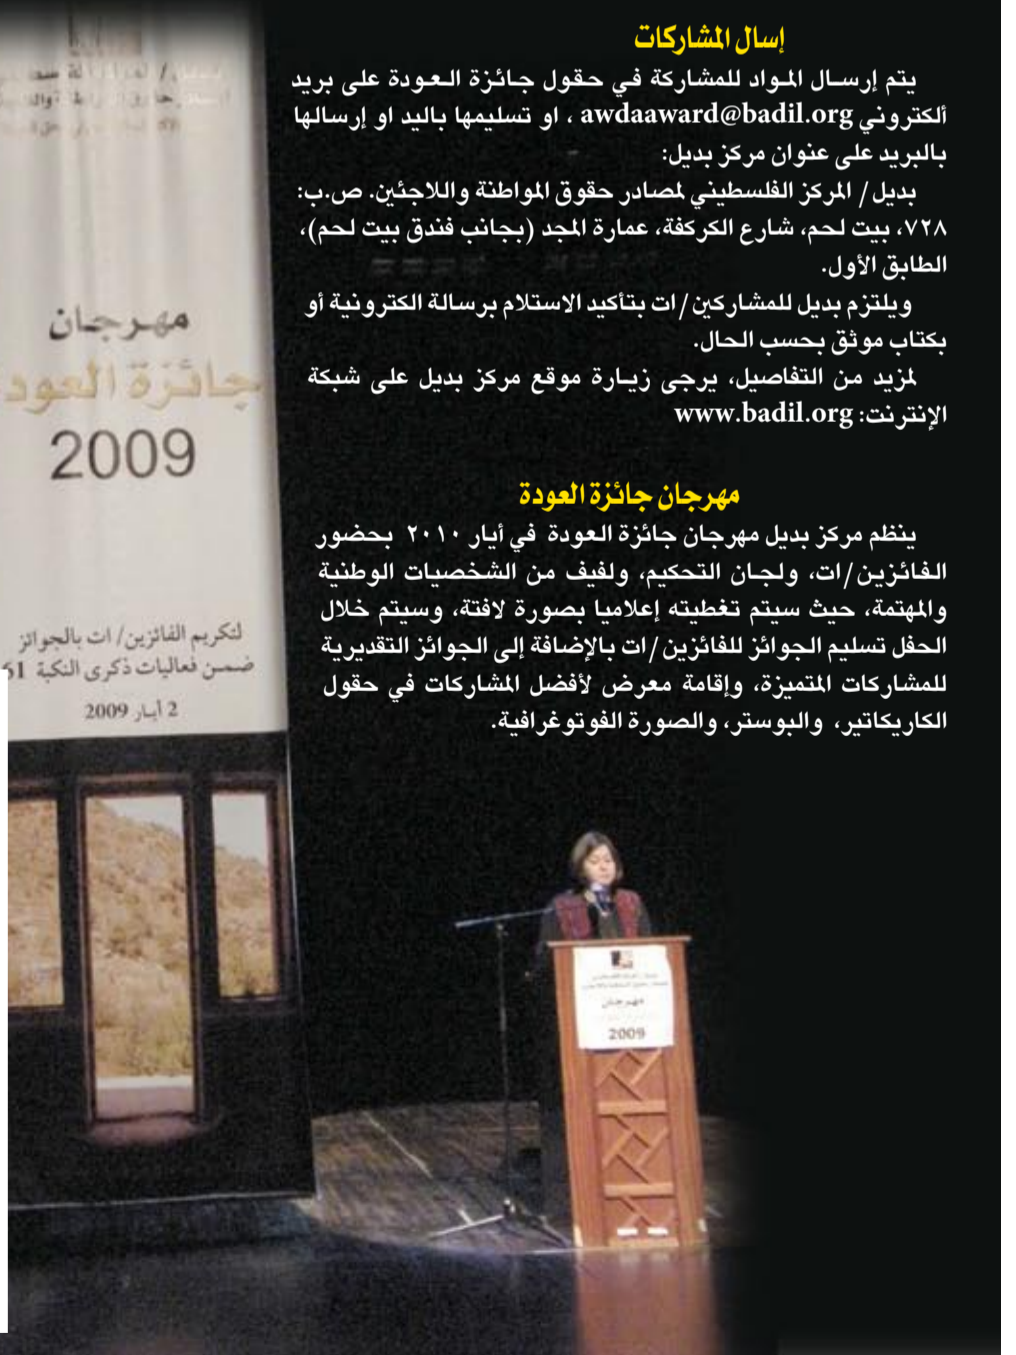 إسال المشاركات
يتم إرسال المواد للمشاركة في حقول جائزة العودة على بريد
ألكتروني awdaaward@badil.org ، او تسليمها باليد او إرسالها
بالبريد على عنوان مركز بديل:
بديل/ المركز الفلسطيني لمصادر حقوق المواطنة واللاجئين. ص.ب:
٧٢٨، بيت لحم، شارع الكركفة، عمارة المجد (بجانب فندق بيت لحم)،
الطابق الأول.
ويلتزم بديل للمشاركين/ات بتأكيد الاستلام برسالة الكترونية أو
بكتاب موثق بحسب الحال.
لمزيد من التفاصيل، يرجى زيارة موقع مركز بديل على شبكة
الإنترنت: www.badil.org
مهرجان جائزة العودة
ينظم مركز بديل مهرجان جائزة العودة في أيار ٢٠١٠ بحضور
الفائزين/ات، ولجان التحكيم، ولفيف من الشخصيات الوطنية
والمهتمة، حيث سيتم تغطيته إعلاميا بصورة لافتة، وسيتم خلال
الحفل تسليم الجوائز للفائزين/ات بالإضافة إلى الجوائز التقديرية
للمشاركات المتميزة، وإقامة معرض لأفضل المشاركات في حقول
الكاريكاتير، والبوستر، والصورة الفوتوغرافية.
مهرجان
جائزة العود
2009
لتكريم الفائزين/ ات بالجوائز
ضمن فعاليات ذكرى النكبة 61
2 أيار 2009
مهرجان
2009